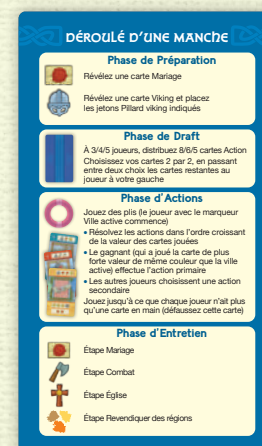 DÉROULÉ D'UNE MANCHE
Phase de Préparation
Révélez une carte Mariage
Révélez une carte Viking et placez
les jetons Pillard viking indiqués
Phase de Draft
À 3/4/5 joueurs, distribuez 8/6/5 cartes Action
Choisissez vos cartes 2 par 2, en passant
entre deux choix les cartes restantes au
joueur à votre gauche
Phase d'Actions
Jouez des plis (le joueur avec le marqueur
Ville active commence)
• Résolvez les actions dans l'ordre croissant
de la valeur des cartes jouées
• Le gagnant (qui a joué la carte de plus
forte valeur de même couleur que la ville
active) effectue l'action primaire
• Les autres joueurs choisissent une action
secondaire
Jouez jusqu'à ce que chaque joueur n'ait plus
qu'une carte en main (défaussez cette carte)
Phase d'Entretien
Étape Mariage
Étape Combat
Étape Église
Étape Revendiquer des régions